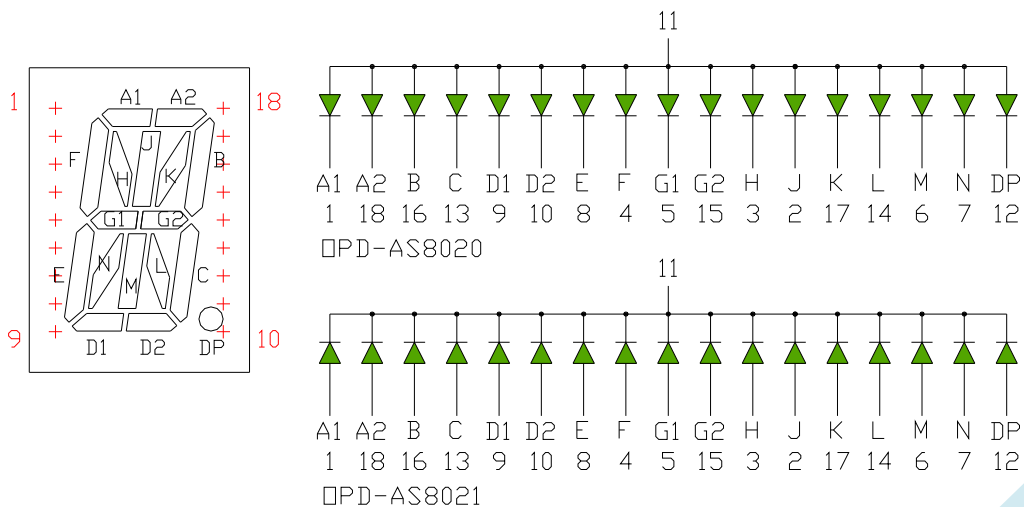 1
18
A1 A2
J
F
B
H
K
G1 G2
N
L
E
C
M
9
10
D1 D2 DP
11
A1 A2 B C D1 D2 E F G1 G2 H J K L M N DP
1 18 16 13 9 10 8 4 5 15 3 2 17 14 6 7 12
OPD-AS8020
11
A1 A2 B C D1 D2 E F G1 G2 H J K L M N DP
1 18 16 13 9 10 8 4 5 15 3 2 17 14 6 7 12
OPD-AS8021